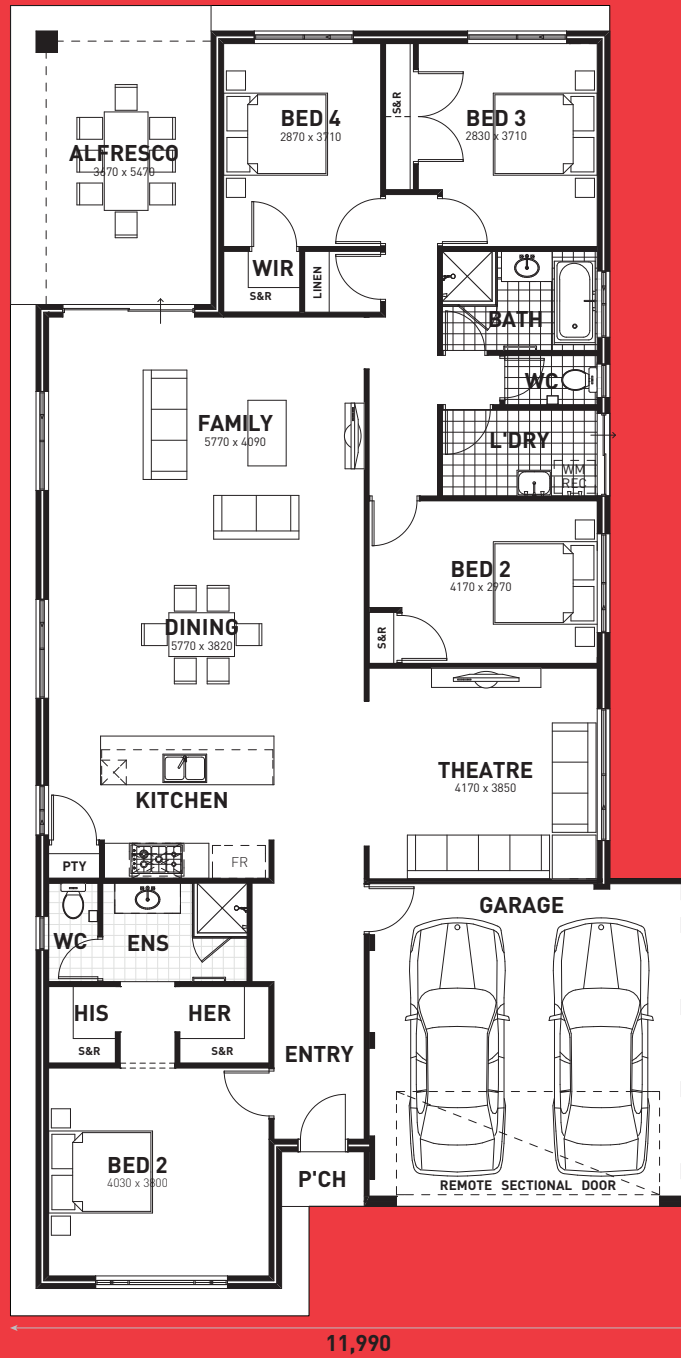 BED 4
2870 x 3710
S&R
BED 3
2830 x 3710
ALFRESCO
3670 x 5470
WIR
S&R
LINEN
BATH
WC
FAMILY
5770 x 4090
L'DRY
WM
REC
BED 2
4170 x 2970
DINING
5770 x 3820
S&R
THEATRE
4170 x 3850
KITCHEN
PTY
FR
GARAGE
WC
ENS
HIS
HER
S&R
S&R
ENTRY
BED 2
4030 x 3800
P'CH
REMOTE SECTIONAL DOOR
11,990